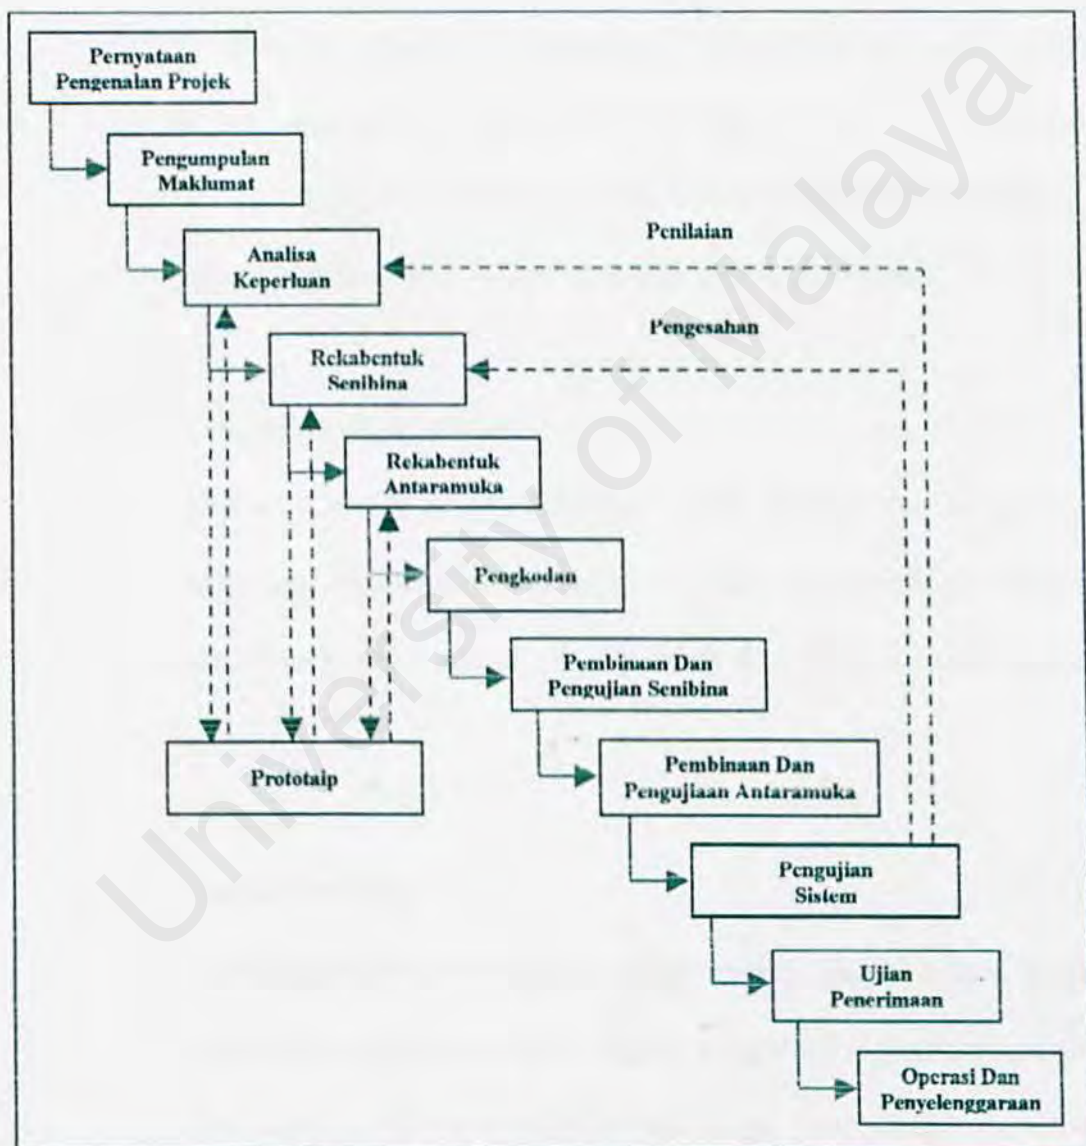 Pernyataan
Pengenalan Projek
Pengumpulan
Maklumat
Analisa
Keperluan
Penilaian
Pengesahan
Rekabentuk
Senibina
Rekabentuk
Antaramuka
Pengkodan
Pembinaan Dan
Pengujian Senibina
Prototaip
Pembinaan Dan
Pengujiaan Antaramuka
Pengujian
Sistem
Ujian
Penerimaan
Operasi Dan
Penyelenggaraan
University of Malaya